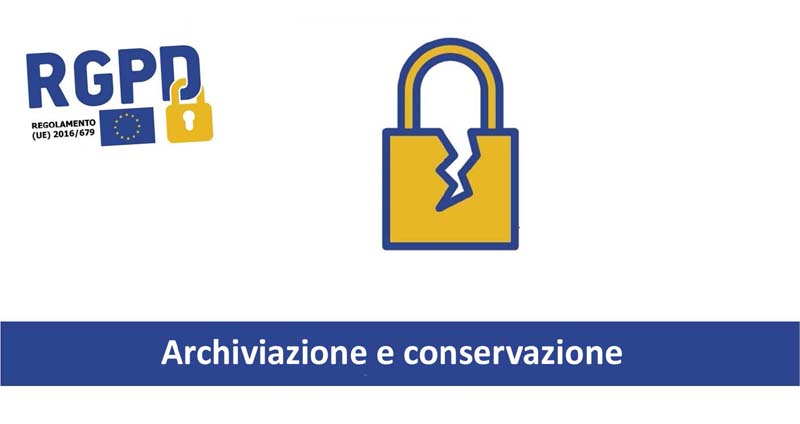 RGPD
REGOLAMENTO
(UE) 2016/679
Archiviazione e conservazione